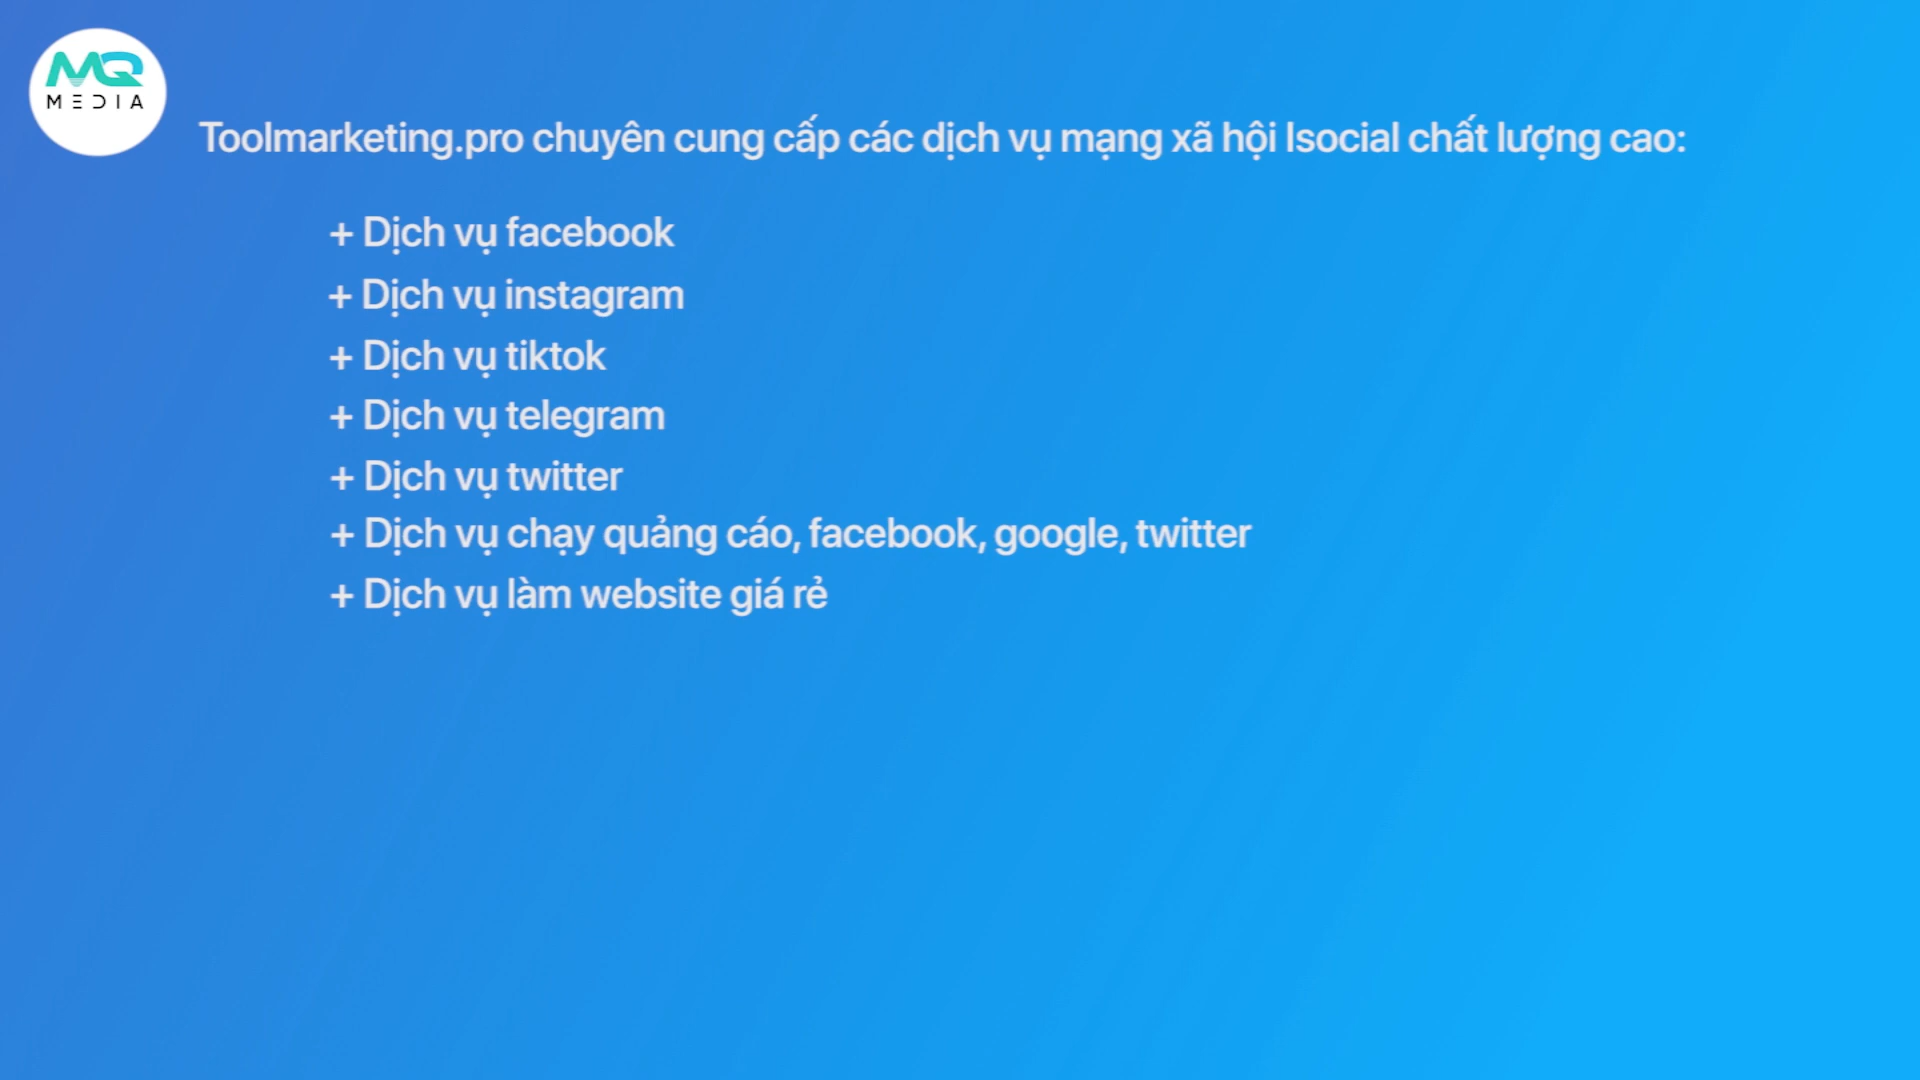 MQ
MEDIA
Toolmarketing.pro chuyên cung cấp các dịch vụ mạng xã hội Isocial chất lượng cao:
+ Dịch vụ facebook
+ Dịch vụ instagram
+ Dịch vụ tiktok
+ Dịch vụ telegram
+ Dịch vụ twitter
+ Dịch vụ chạy quảng cáo, facebook, google, twitter
+ Dịch vụ làm website giá rẻ